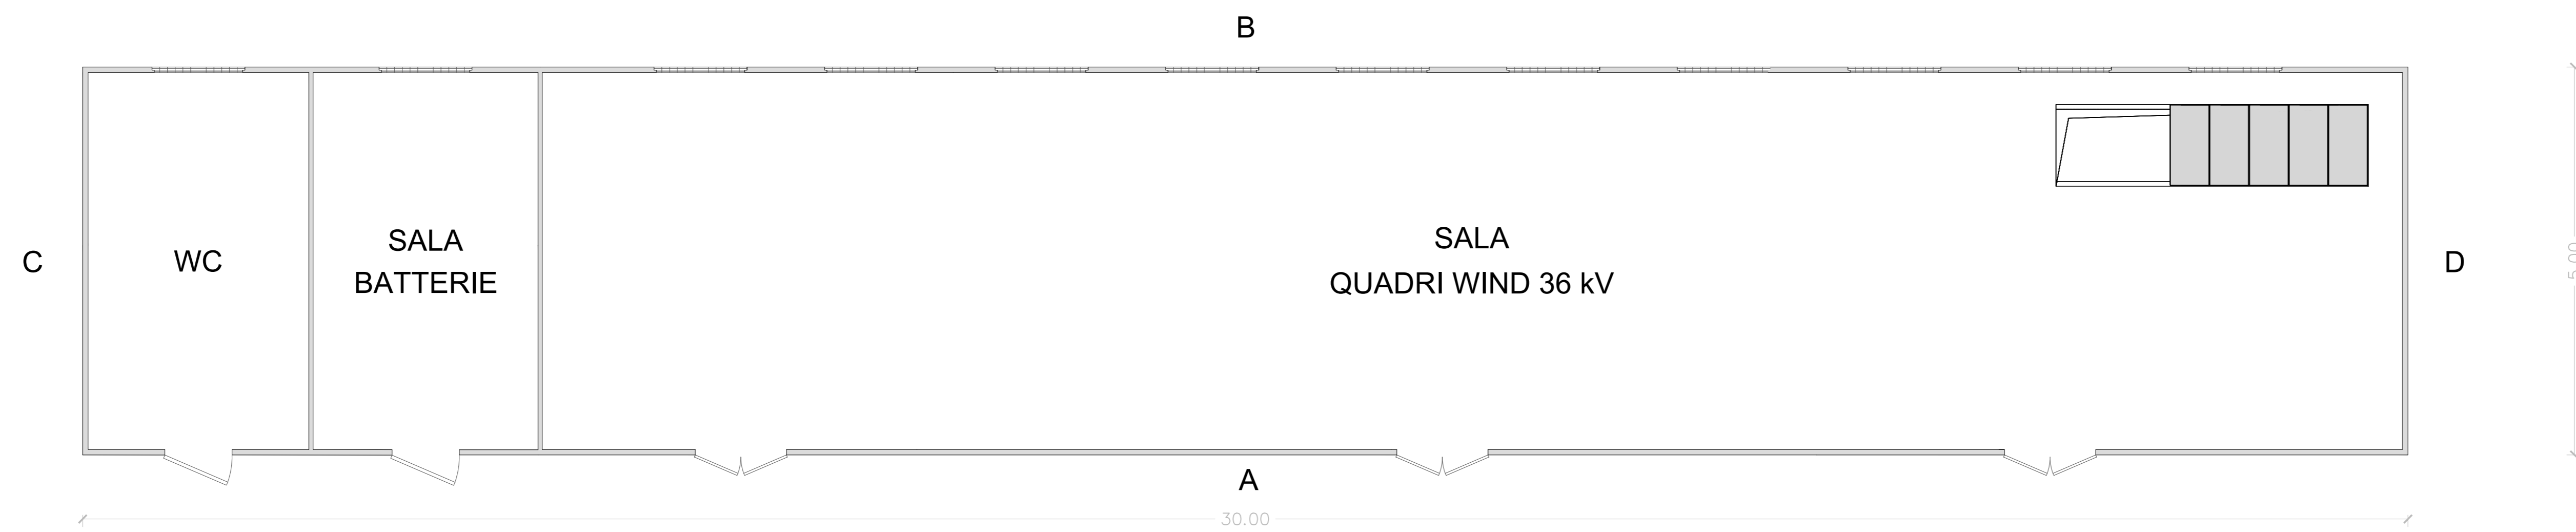 B
C
WC
SALA
BATTERIE
SALA
QUADRI WIND 36 kV
D
5.00
A
30.00